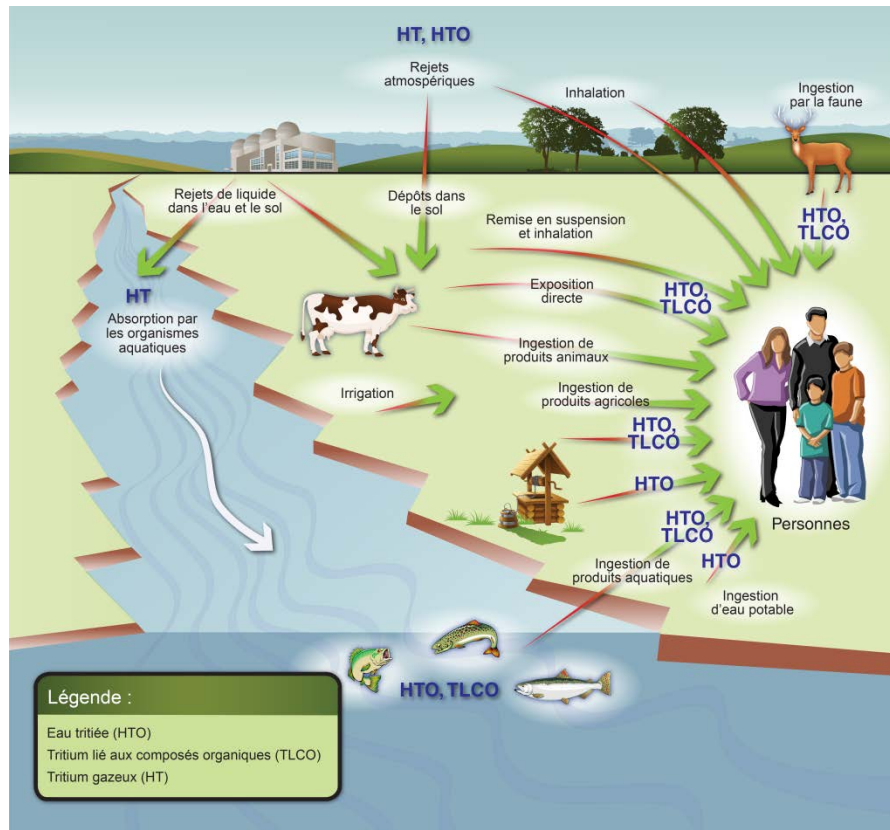 HT, HTO
Rejets
atmospériques
Inhalation
Ingestion
par la faune
Rejets de liquide
dans l'eau et le sol
Dépôts dans
le sol
HTO,
TLCO
Remise en suspension
et inhalation
HT
Absorption par
les organismes
aquatiques
Exposition
directe
HTO,
TLCO
Ingestion de
produits animaux
Irrigation
Ingestion de
produits agricoles
HTO,
TLCO
HTO
Personnes
HTO,
TLCO
Ingestion de
produits aquatiques
HTO
Ingestion
d'eau potable
HTO, TLCO
Légende :
Eau tritiée (HTO)
Tritium lié aux composés organiques (TLCO)
Tritium gazeux (HT)